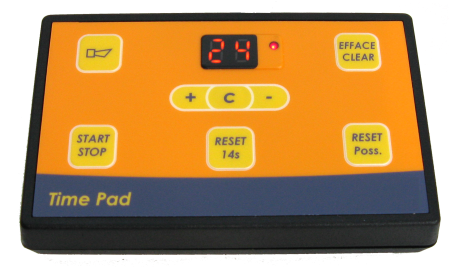 24
EFFACE
CLEAR
+ C -
START
STOP
RESET
14s
RESET
Poss.
Time Pad